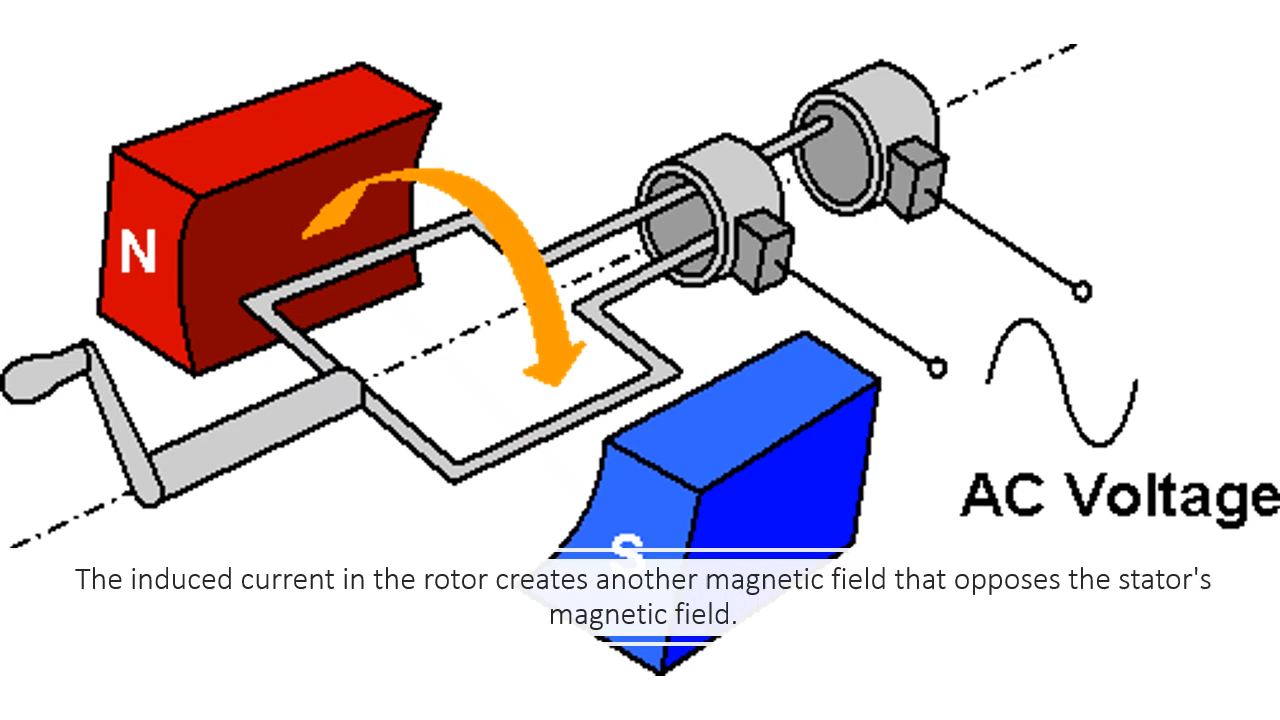 N
AC Voltage
S
The induced current in the rotor creates another magnetic field that opposes the stator's
magnetic field.